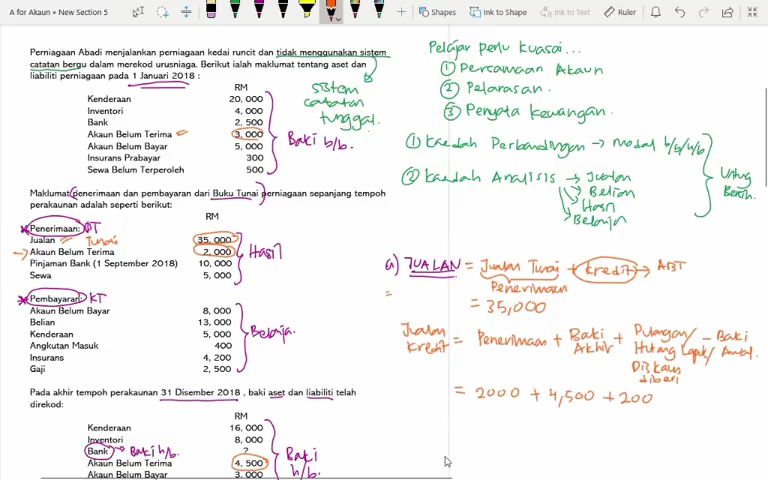 A for Akaun » New Section 5
Shapes
Ink to Shape
Ink to Text
Ruler
Perniagaan Abadi menjalankan perniagaan kedai runcit dan tidak menggunakan sistem
catatan bergu dalam merekod urusniaga. Berikut ialah maklumat tentang aset dan
liabiliti perniagaan pada 1 Januari 2018 :
RM
Kenderaan 20, 000
Inventori 4, 000
Bank 2, 500
Akaun Belum Terima 3, 000
Akaun Belum Bayar 5, 000
Insurans Prabayar 300
Sewa Belum Terperoleh 500
Baki b/b.
sistem
catatan
tunggal.
Maklumat penerimaan dan pembayaran dari Buku Tunai perniagaan sepanjang tempoh
perakaunan adalah seperti berikut:
RM
Penerimaan: DT
Jualan Tunai 35, 000
Akaun Belum Terima 2, 000
Pinjaman Bank (1 September 2018) 10, 000
Sewa 5, 000
Hasil
Pembayaran: KT
Akaun Belum Bayar 8, 000
Belian 13, 000
Kenderaan 5, 000
Angkutan Masuk 400
Insurans 4, 200
Gaji 2, 500
Belanja.
Pada akhir tempoh perakaunan 31 Disember 2018 , baki aset dan liabiliti telah
direkod:
RM
Kenderaan 16, 000
Inventori 8, 000
Bank → Baki h/b. ?
Akaun Belum Terima 4, 500
Akaun Belum Bayar 3, 000
Baki
h/b.
Pelajar perlu kuasai...
① Percamaan Akaun
② Pelarasan.
③ Penyata Kewangan.
① Kaedah Perbandingan → modal b/b, h/b
② Kaedah Analisis → Jualan
Belian
Hasil
Belanja
Untung
Bersih.
a) JUALAN = Jualan Tunai + Kredit → ABT
Penerimaan
=
= 35,000
Jualan
Kredit = Penerimaan + Baki
Akhir + Pulangan/
Hutang Lapuk/
Diskaun
diberi − Baki
Awal.
= 2000 + 4,500 + 200